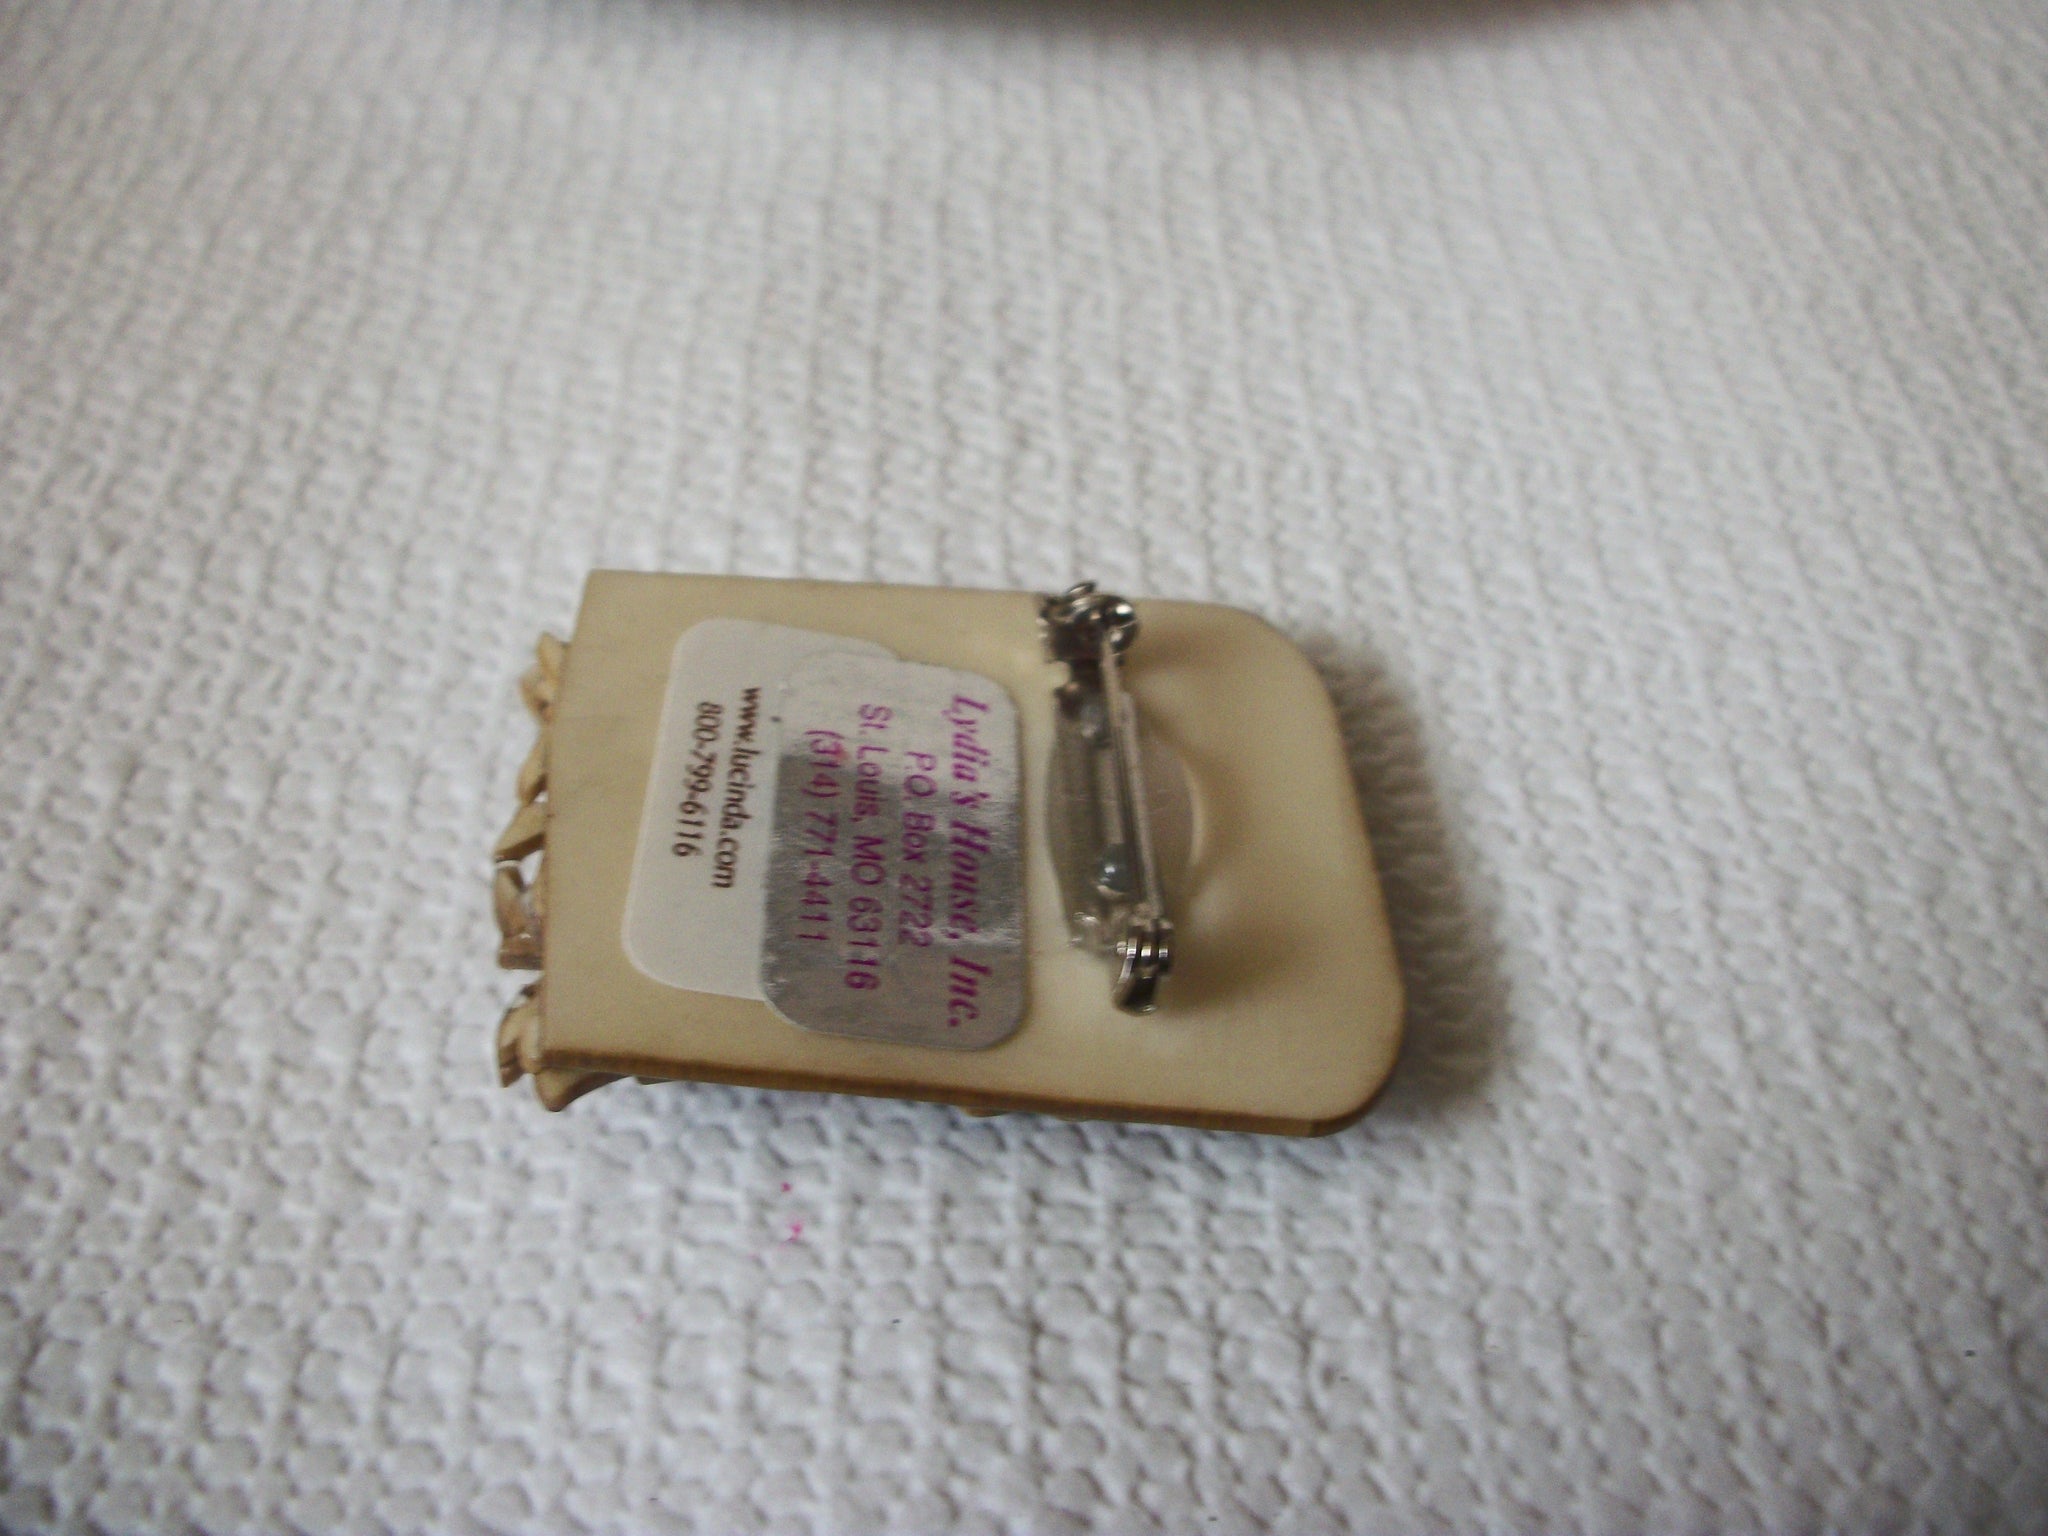 Lydia's House, Inc.
P.O. Box 2722
St. Louis, MO 63116
(314) 771-4411
www.lucinda.com
800-799-6116